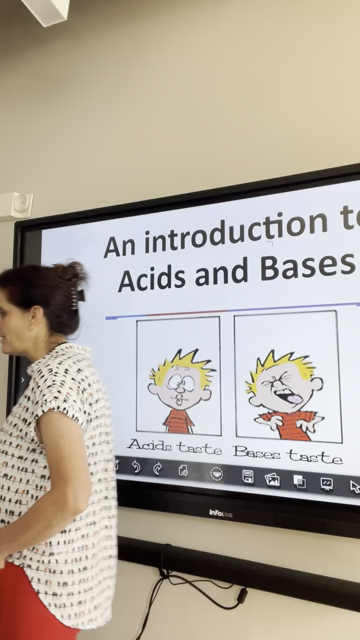 An introduction to
Acids and Bases
Acids taste
Bases taste
InFocus